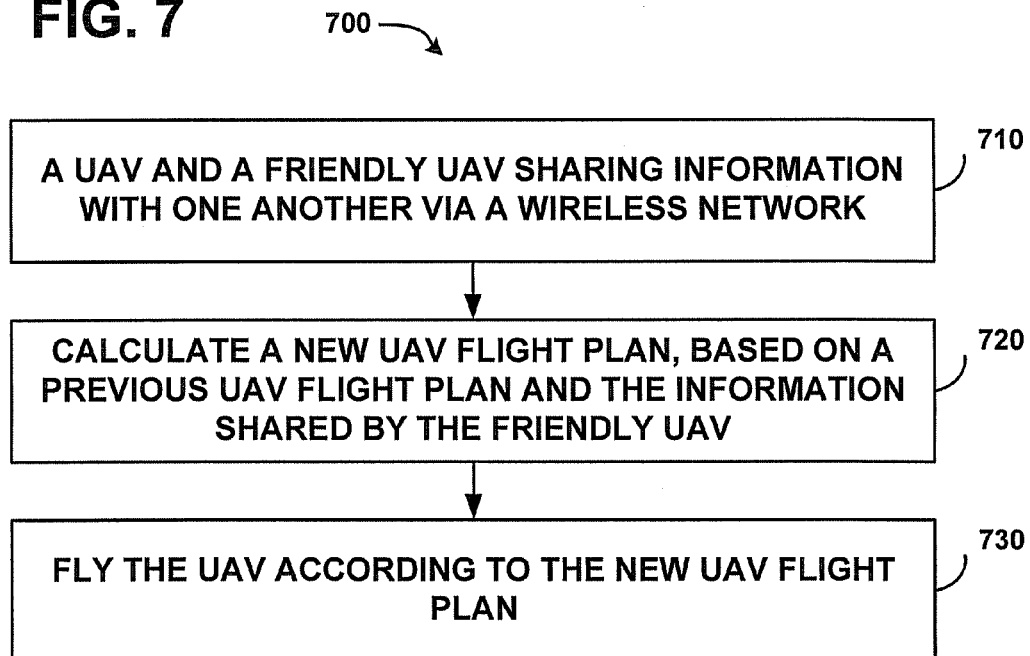 FIG. 7
700
710
A UAV AND A FRIENDLY UAV SHARING INFORMATION
WITH ONE ANOTHER VIA A WIRELESS NETWORK
720
CALCULATE A NEW UAV FLIGHT PLAN, BASED ON A
PREVIOUS UAV FLIGHT PLAN AND THE INFORMATION
SHARED BY THE FRIENDLY UAV
730
FLY THE UAV ACCORDING TO THE NEW UAV FLIGHT
PLAN